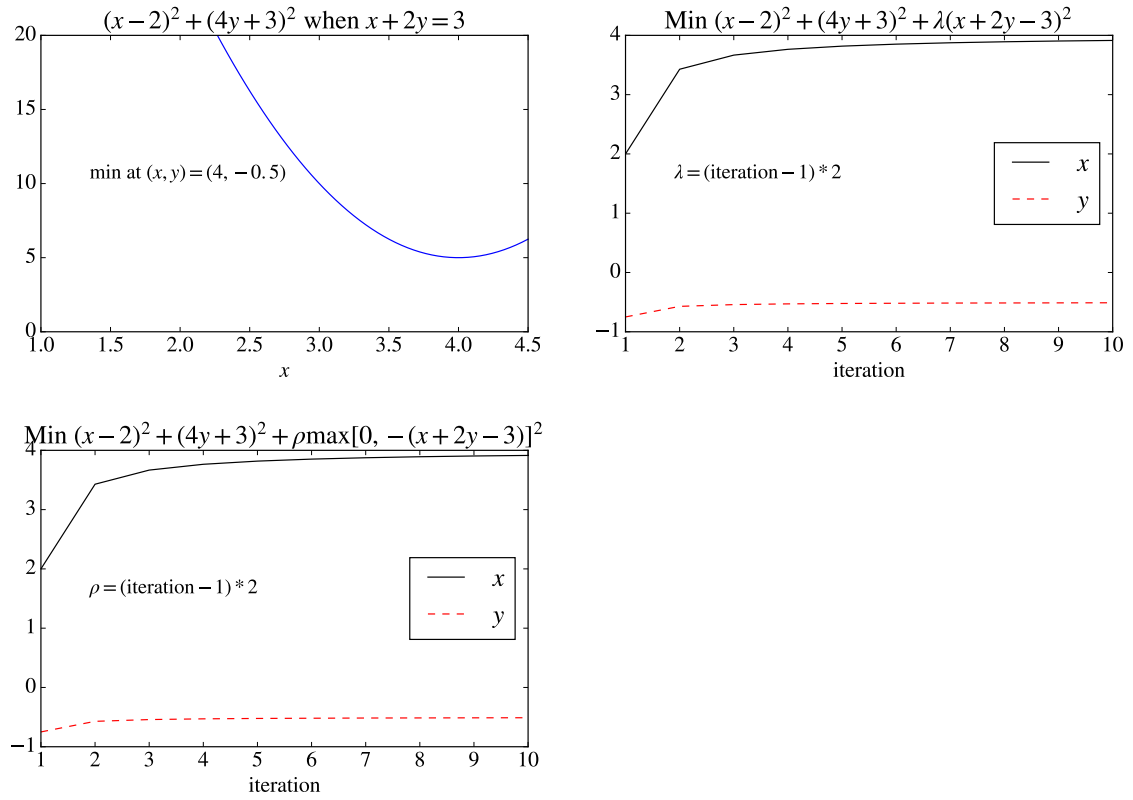 (x−2)² + (4y+3)² when x+2y=3
20
15
10
5
0
min at (x, y)=(4, −0.5)
1.0 1.5 2.0 2.5 3.0 3.5 4.0 4.5
x
Min (x−2)² + (4y+3)² + λ(x+2y−3)²
4
3
2
1
0
−1
λ=(iteration−1)*2
x
y
1 2 3 4 5 6 7 8 9 10
iteration
Min (x−2)² + (4y+3)² + ρmax[0, −(x+2y−3)]²
4
3
2
1
0
−1
ρ=(iteration−1)*2
x
y
1 2 3 4 5 6 7 8 9 10
iteration